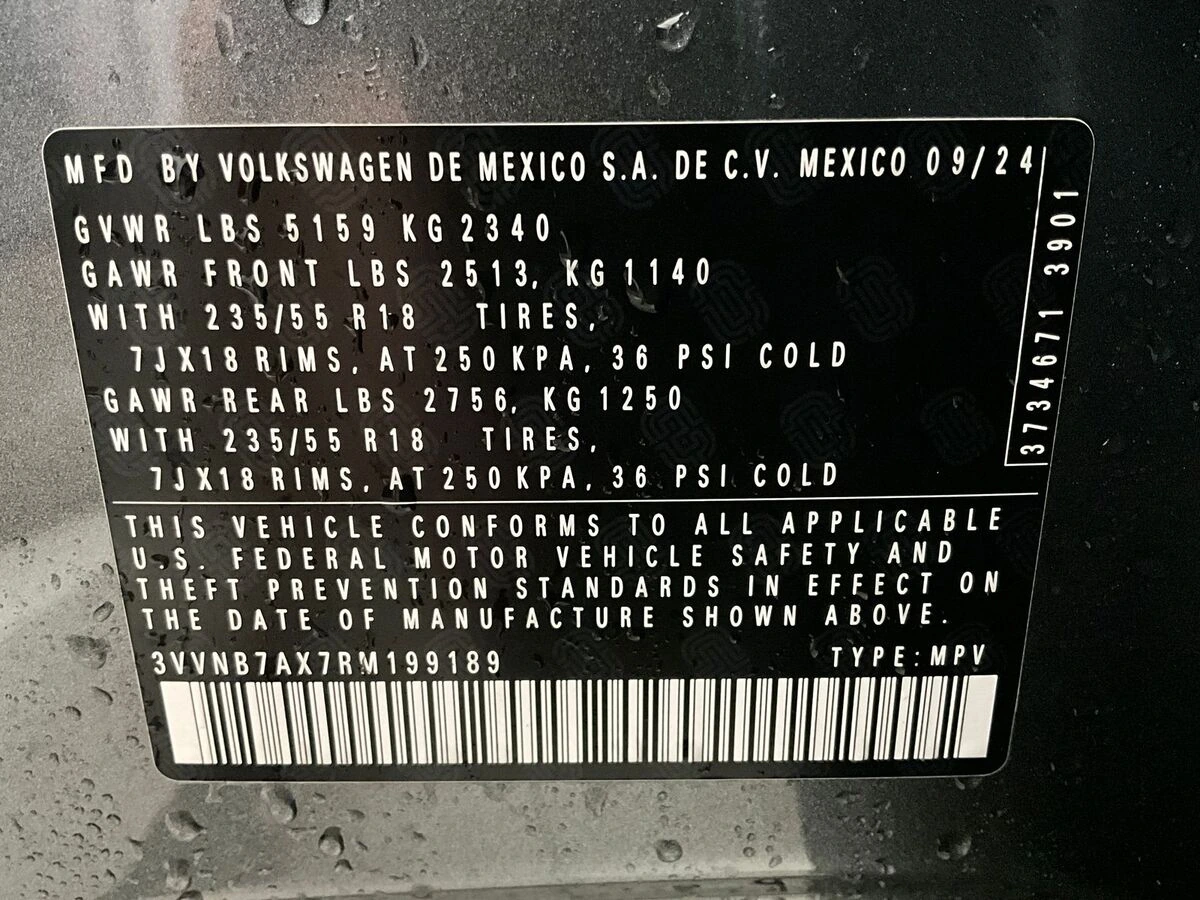 MFD BY VOLKSWAGEN DE MEXICO S.A. DE C.V. MEXICO 09/24
GVWR LBS 5159 KG 2340
GAWR FRONT LBS 2513, KG 1140
WITH 235/55 R18 TIRES,
7JX18 RIMS, AT 250 KPA, 36 PSI COLD
GAWR REAR LBS 2756, KG 1250
WITH 235/55 R18 TIRES,
7JX18 RIMS, AT 250 KPA, 36 PSI COLD
3734671 3901
THIS VEHICLE CONFORMS TO ALL APPLICABLE
U.S. FEDERAL MOTOR VEHICLE SAFETY AND
THEFT PREVENTION STANDARDS IN EFFECT ON
THE DATE OF MANUFACTURE SHOWN ABOVE.
3VVNB7AX7RM199189 TYPE: MPV